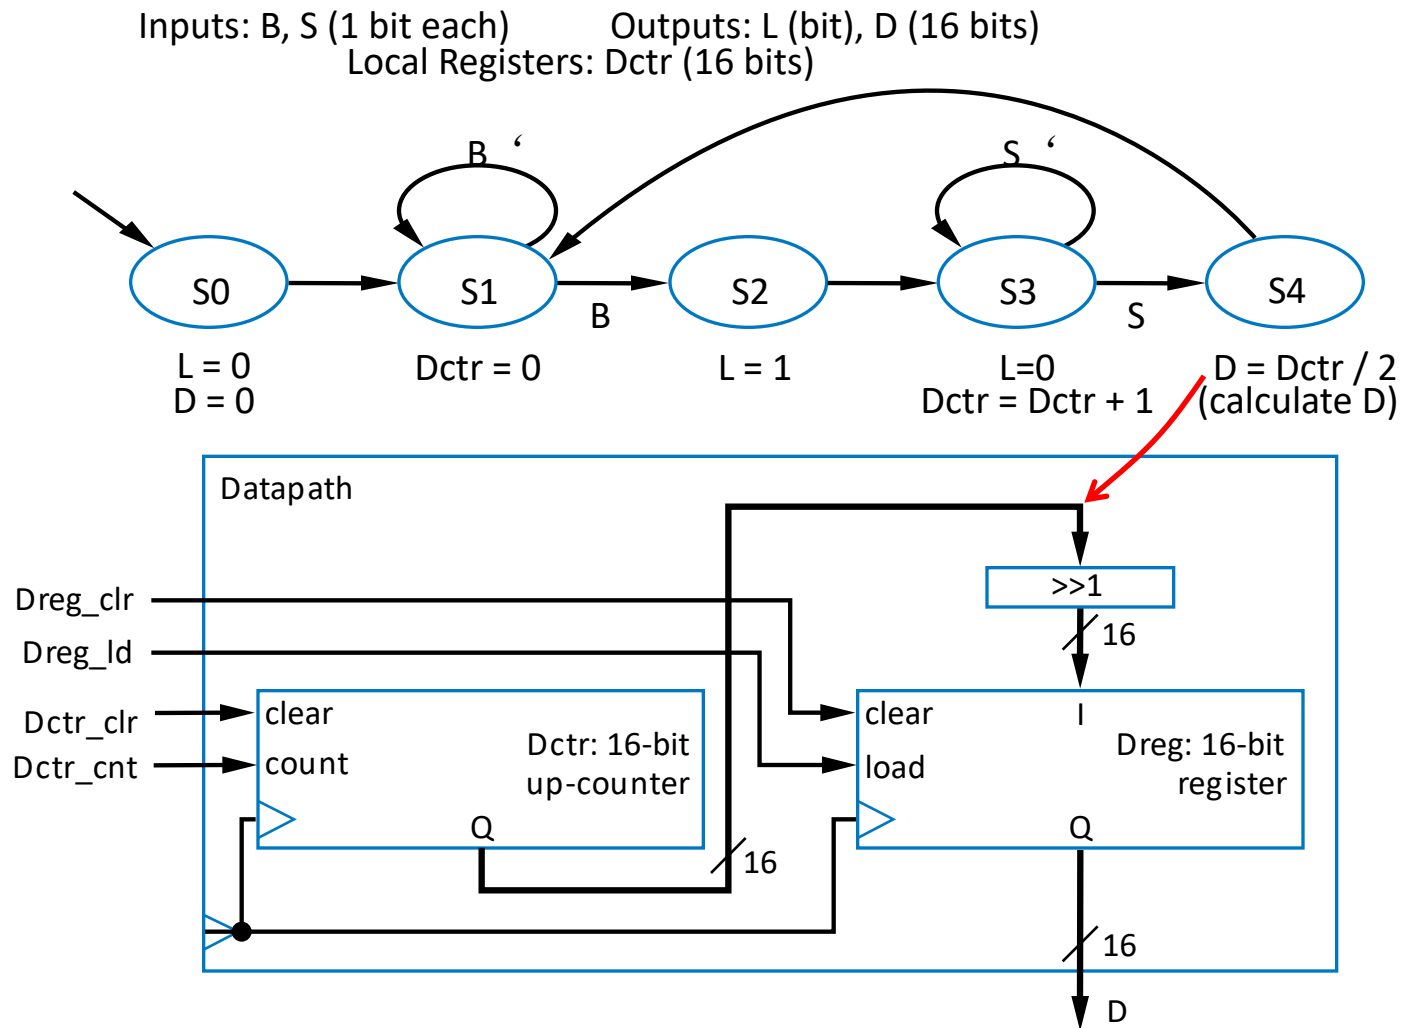 Inputs: B, S (1 bit each) Outputs: L (bit), D (16 bits)
Local Registers: Dctr (16 bits)
B ‘
S ‘
S0
S1
S2
S3
S4
B
S
L = 0
D = 0
Dctr = 0
L = 1
L=0
Dctr = Dctr + 1
D = Dctr / 2
(calculate D)
Datapath
Dreg_clr
Dreg_ld
Dctr_clr
Dctr_cnt
>>1
16
clear
count
Dctr: 16-bit
up-counter
Q
16
clear
load
I
Dreg: 16-bit
register
Q
16
D